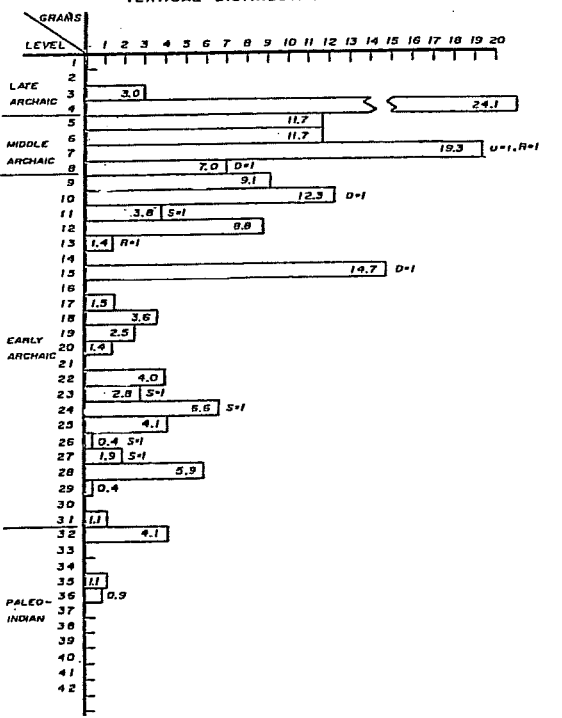 GRAMS
LEVEL 1 2 3 4 5 6 7 8 9 10 11 12 13 14 15 16 17 18 19 20
1
2
LATE ARCHAIC
3 3.0
4 24.1
5 11.7
MIDDLE ARCHAIC
6 11.7
7 19.3 U=1, R=1
8 7.0 D=1
9 9.1
10 12.3 D=1
11 3.8 S=1
12 8.8
13 1.4 R=1
14
15 14.7 D=1
16
17 1.5
18 3.6
EARLY ARCHAIC
19 2.5
20 1.4
21
22 4.0
23 2.8 S=1
24 6.6 S=1
25 4.1
26 0.4 S=1
27 1.9 S=1
28 5.9
29 0.4
30
31 1.1
32 4.1
33
34
35 1.1
36 0.9
PALEO-
INDIAN
37
38
39
40
41
42